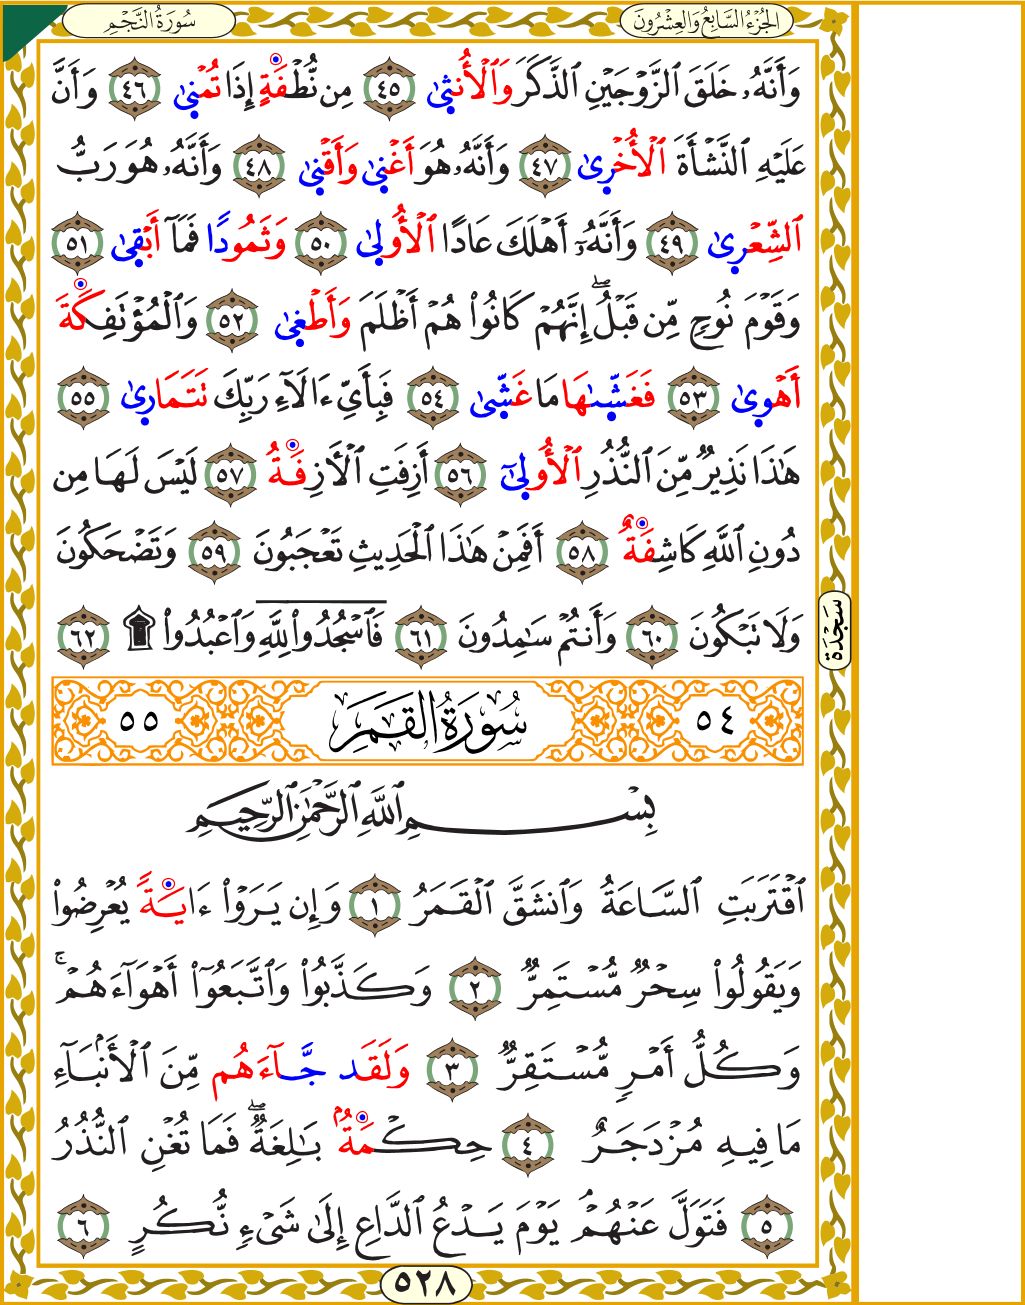 سُورَةُ النَّجْمِ
الجُزْءُ السَّابِعُ وَالعِشْرُونَ
وَأَنَّهُۥ خَلَقَ ٱلزَّوْجَيْنِ ٱلذَّكَرَ وَٱلْأُنثَىٰ ٤٥ مِن نُّطْفَةٍ إِذَا تُمْنَىٰ ٤٦ وَأَنَّ
عَلَيْهِ ٱلنَّشْأَةَ ٱلْأُخْرَىٰ ٤٧ وَأَنَّهُۥ هُوَ أَغْنَىٰ وَأَقْنَىٰ ٤٨ وَأَنَّهُۥ هُوَ رَبُّ
ٱلشِّعْرَىٰ ٤٩ وَأَنَّهُۥٓ أَهْلَكَ عَادًا ٱلْأُولَىٰ ٥٠ وَثَمُودًا فَمَآ أَبْقَىٰ ٥١
وَقَوْمَ نُوحٍ مِّن قَبْلُ ۖ إِنَّهُمْ كَانُوا۟ هُمْ أَظْلَمَ وَأَطْغَىٰ ٥٢ وَٱلْمُؤْتَفِكَةَ
أَهْوَىٰ ٥٣ فَغَشَّىٰهَا مَا غَشَّىٰ ٥٤ فَبِأَىِّ ءَالَآءِ رَبِّكَ تَتَمَارَىٰ ٥٥
هَٰذَا نَذِيرٌ مِّنَ ٱلنُّذُرِ ٱلْأُولَىٰٓ ٥٦ أَزِفَتِ ٱلْأَزِفَةُ ٥٧ لَيْسَ لَهَا مِن
دُونِ ٱللَّهِ كَاشِفَةٌ ٥٨ أَفَمِنْ هَٰذَا ٱلْحَدِيثِ تَعْجَبُونَ ٥٩ وَتَضْحَكُونَ
وَلَا تَبْكُونَ ٦٠ وَأَنتُمْ سَٰمِدُونَ ٦١ فَٱسْجُدُوا۟ لِلَّهِ وَٱعْبُدُوا۟ ۩ ٦٢
سَجْدَة
٥٤ سُورَةُ القَمَرِ ٥٥
بِسْمِ ٱللَّهِ ٱلرَّحْمَٰنِ ٱلرَّحِيمِ
ٱقْتَرَبَتِ ٱلسَّاعَةُ وَٱنشَقَّ ٱلْقَمَرُ ١ وَإِن يَرَوْا۟ ءَايَةً يُعْرِضُوا۟
وَيَقُولُوا۟ سِحْرٌ مُّسْتَمِرٌّ ٢ وَكَذَّبُوا۟ وَٱتَّبَعُوٓا۟ أَهْوَآءَهُمْ ۚ
وَكُلُّ أَمْرٍ مُّسْتَقِرٌّ ٣ وَلَقَد جَّآءَهُم مِّنَ ٱلْأَنۢبَآءِ
مَا فِيهِ مُزْدَجَرٌ ٤ حِكْمَةٌۢ بَٰلِغَةٌ ۖ فَمَا تُغْنِ ٱلنُّذُرُ
٥ فَتَوَلَّ عَنْهُمْ ۘ يَوْمَ يَدْعُ ٱلدَّاعِ إِلَىٰ شَىْءٍ نُّكُرٍ ٦
٥٢٨